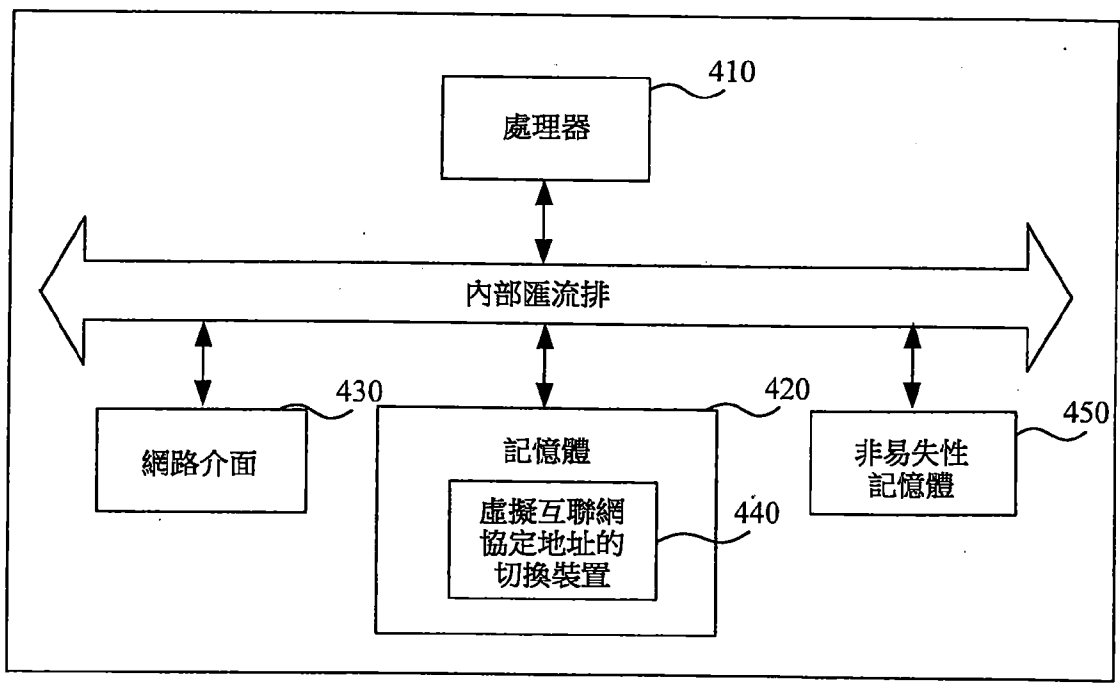 410
處理器
內部匯流排
430
網路介面
420
記憶體
440
虛擬互聯網
協定地址的
切換裝置
450
非易失性
記憶體